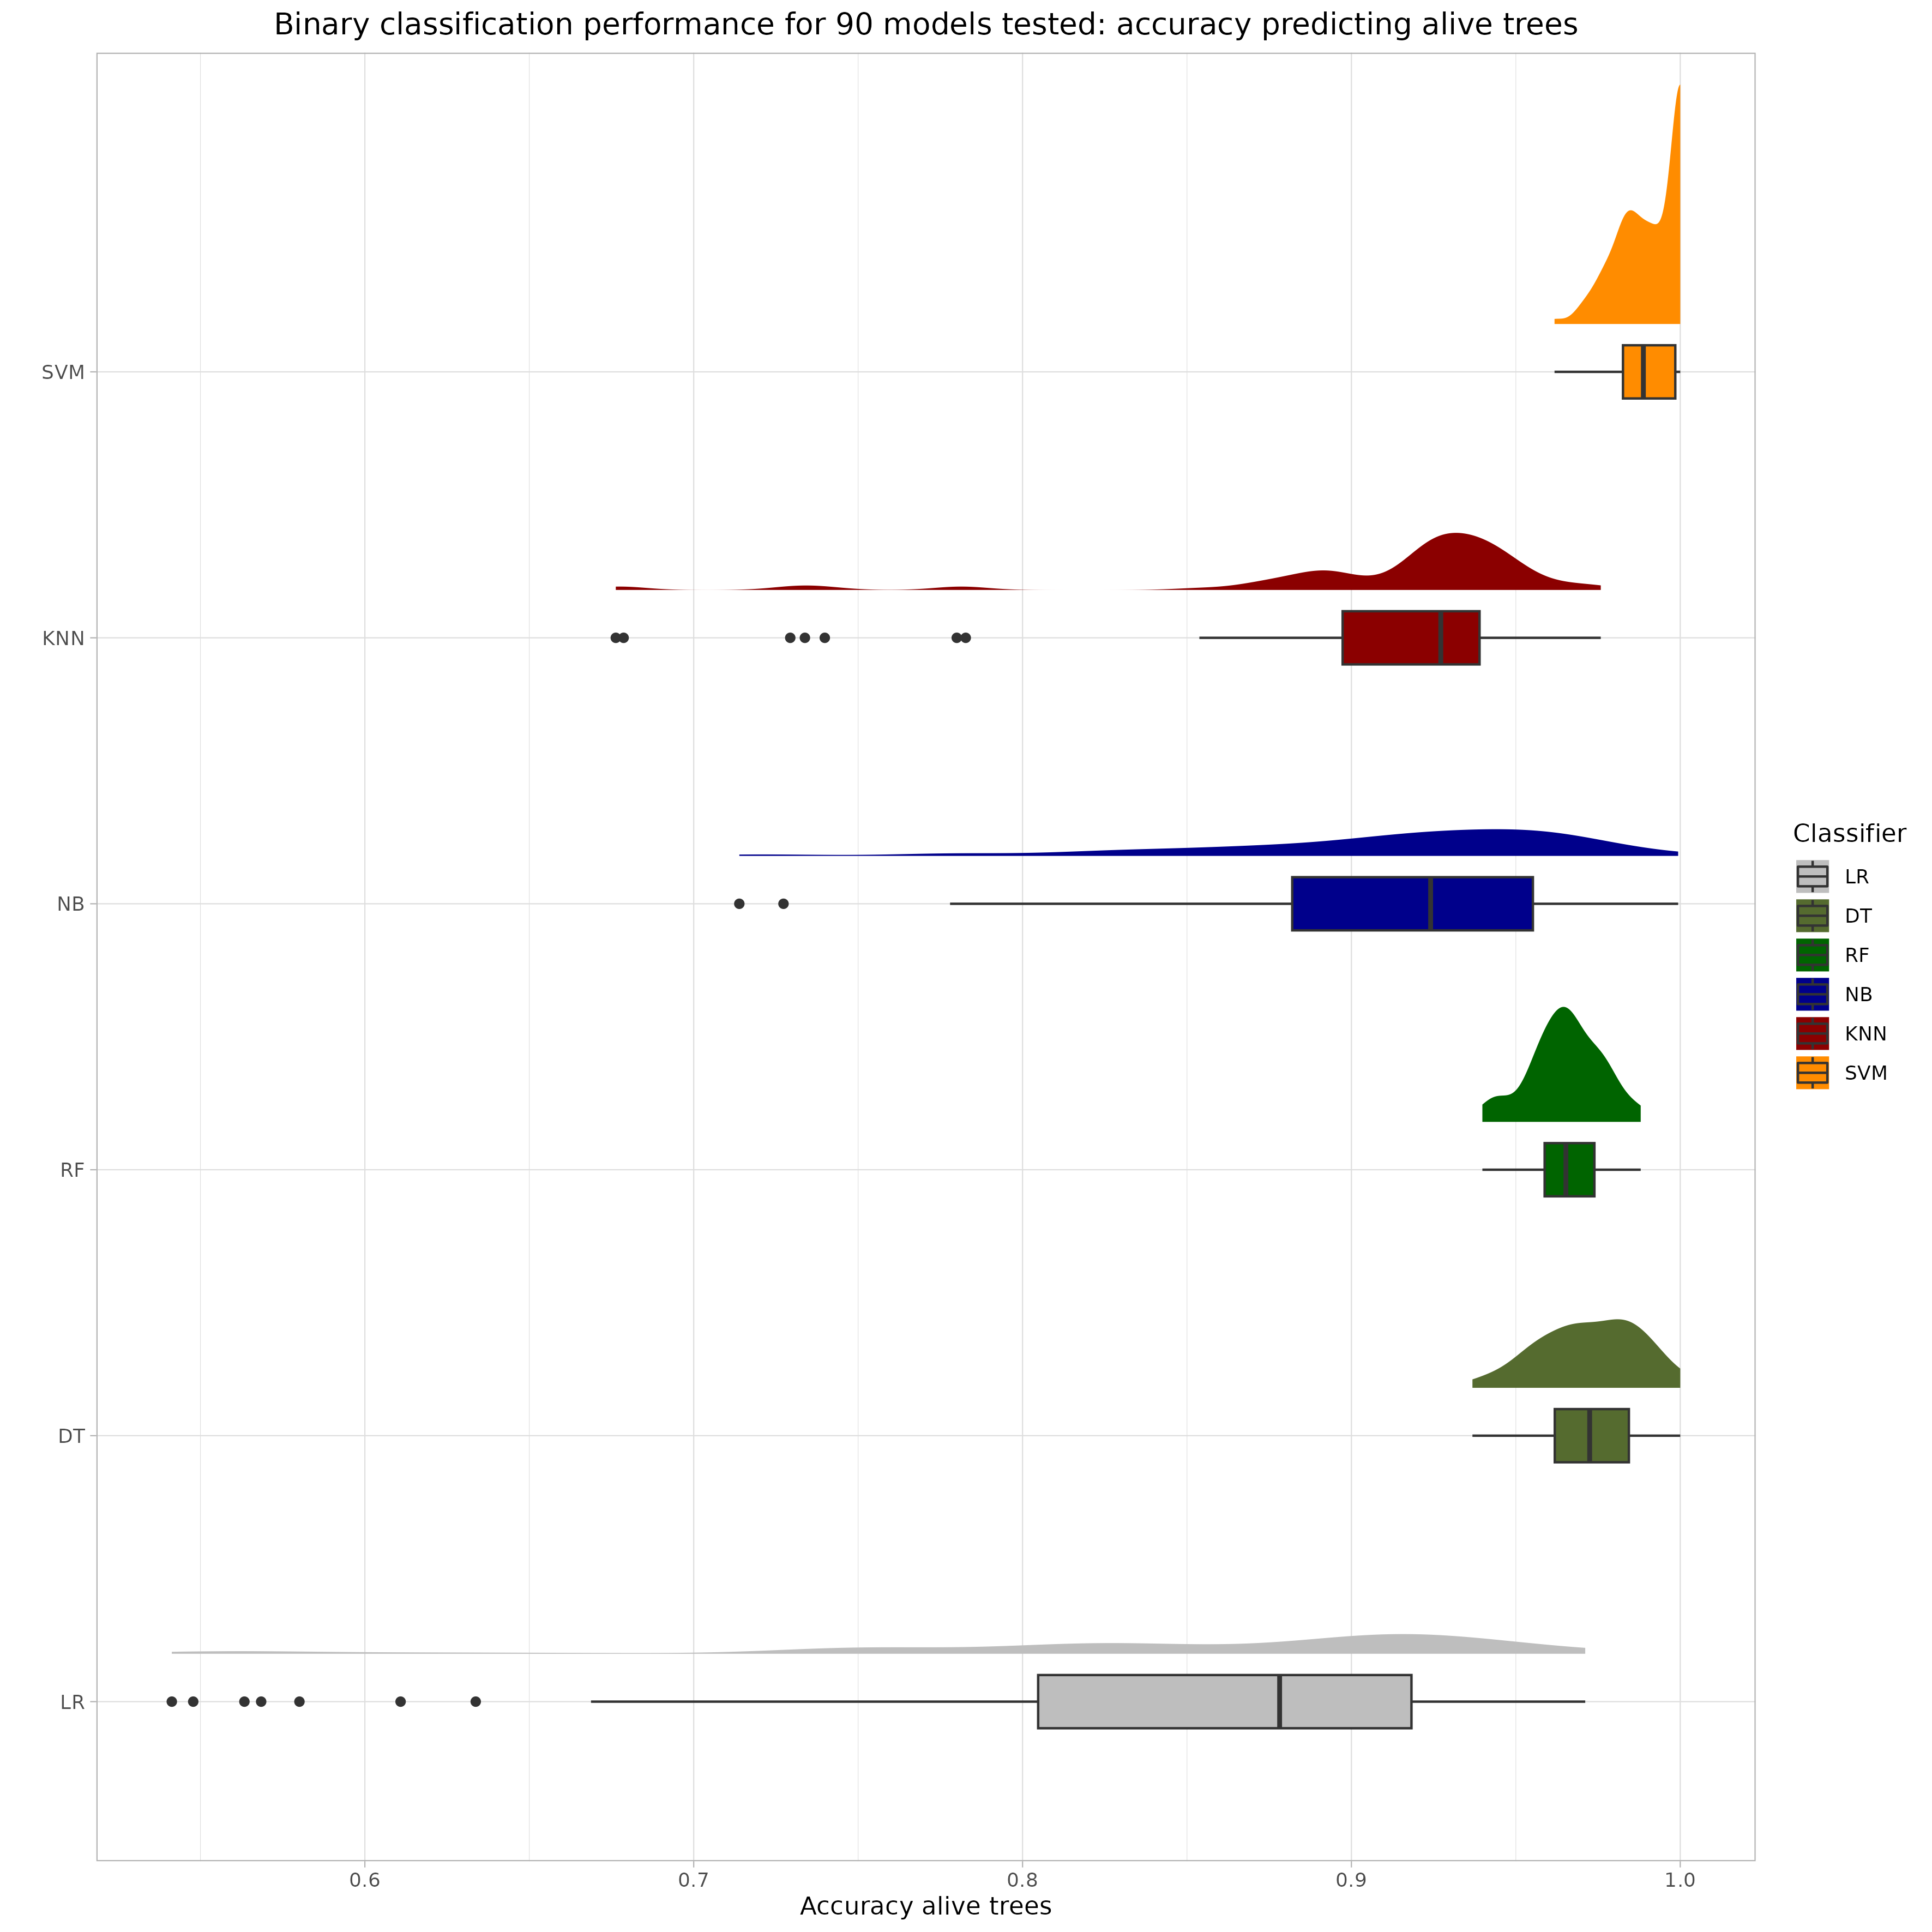 Binary classification performance for 90 models tested: accuracy predicting alive trees
SVM
KNN
NB
RF
DT
LR
0.6 0.7 0.8 0.9 1.0
Accuracy alive trees
Classifier
LR
DT
RF
NB
KNN
SVM